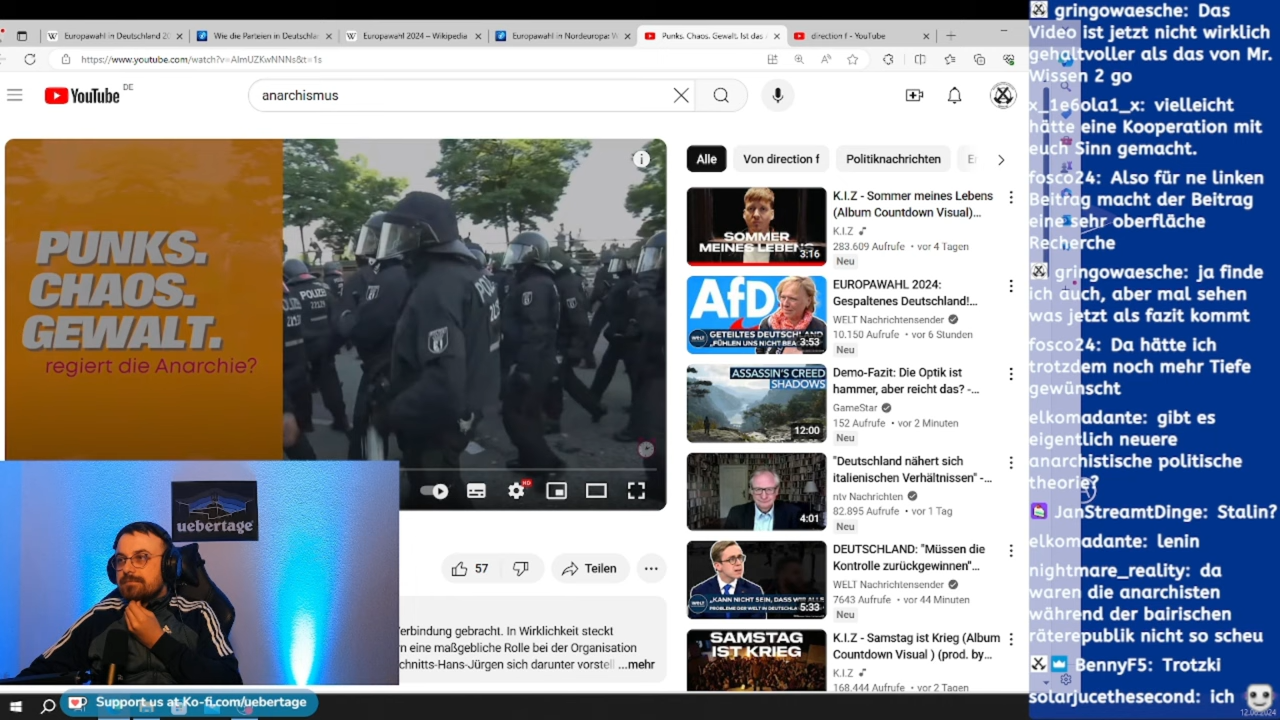 Europawahl in Deutschland 20
Wie die Parteien in Deutschla
Europawahl 2024 – Wikipedia
Europawahl in Nordeuropa: W
Punks. Chaos. Gewalt. Ist das
direction f - YouTube
https://www.youtube.com/watch?v=AlmUZKwNNNs&t=1s
YouTube DE
anarchismus
PUNKS.
CHAOS.
GEWALT.
regiert die Anarchie?
POLIZEI
HD
uebertage
57
Teilen
Verbindung gebracht. In Wirklichkeit steckt
n eine maßgebliche Rolle bei der Organisation
chnitts-Hans-Jürgen sich darunter vorstell ...mehr
Support us at Ko-fi.com/uebertage
Alle
Von direction f
Politiknachrichten
SOMMER
MEINES LEBENS
3:16
K.I.Z - Sommer meines Lebens
(Album Countdown Visual)...
K.I.Z
283.609 Aufrufe • vor 4 Tagen
Neu
AfD
GETEILTES DEUTSCHLAND
3:53
EUROPAWAHL 2024:
Gespaltenes Deutschland!...
WELT Nachrichtensender
10.150 Aufrufe • vor 6 Stunden
Neu
ASSASSIN'S CREED
SHADOWS
12:00
Demo-Fazit: Die Optik ist
hammer, aber reicht das? -...
GameStar
152 Aufrufe • vor 2 Minuten
Neu
4:01
"Deutschland nähert sich
italienischen Verhältnissen" -...
ntv Nachrichten
82.895 Aufrufe • vor 1 Tag
Neu
5:33
DEUTSCHLAND: "Müssen die
Kontrolle zurückgewinnen"...
WELT Nachrichtensender
7643 Aufrufe • vor 44 Minuten
Neu
SAMSTAG
IST KRIEG
K.I.Z - Samstag ist Krieg (Album
Countdown Visual ) (prod. by...
K.I.Z
168.444 Aufrufe • vor 2 Tagen
gringowaesche: Das
Video ist jetzt nicht wirklich
gehaltvoller als das von Mr.
Wissen 2 go
x_1e6ola1_x: vielleicht
hätte eine Kooperation mit
euch Sinn gemacht.
fosco24: Also für ne linken
Beitrag macht der Beitrag
eine sehr oberfläche
Recherche
gringowaesche: ja finde
ich auch, aber mal sehen
was jetzt als fazit kommt
fosco24: Da hätte ich
trotzdem noch mehr Tiefe
gewünscht
elkomadante: gibt es
eigentlich neuere
anarchistische politische
theorie?
JanStreamtDinge: Stalin?
elkomadante: lenin
nightmare_reality: da
waren die anarchisten
während der bairischen
räterepublik nicht so scheu
BennyF5: Trotzki
solarjucethesecond: ich